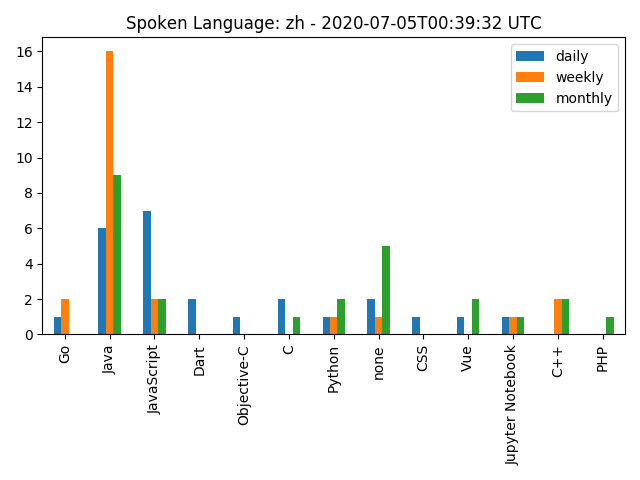 Spoken Language: zh - 2020-07-05T00:39:32 UTC
daily
weekly
monthly
16
14
12
10
8
6
4
2
0
Go
Java
JavaScript
Dart
Objective-C
C
Python
none
CSS
Vue
Jupyter Notebook
C++
PHP